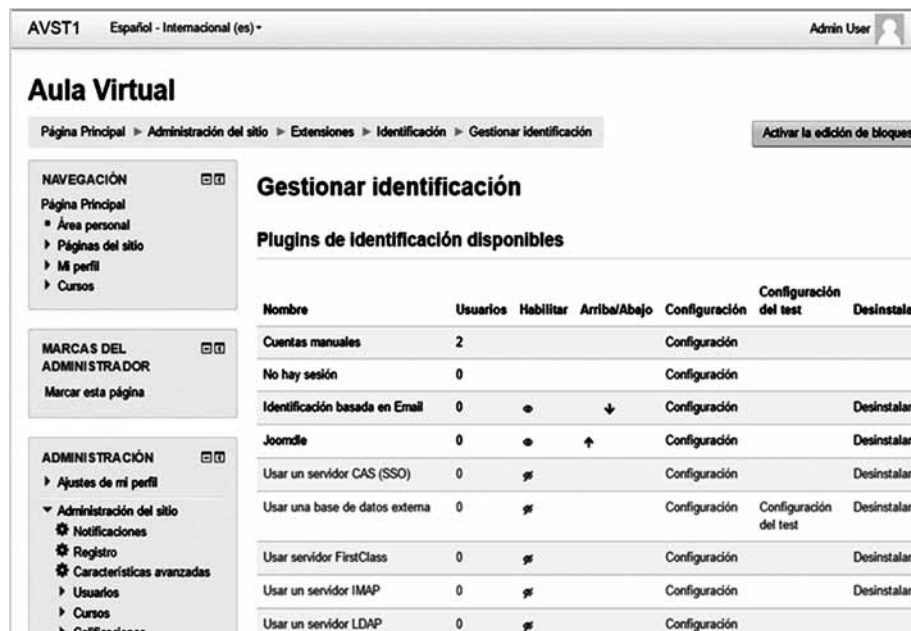 AVST1 Español - Internacional (es) Admin User
Aula Virtual
Página Principal Administración del sitio Extensiones Identificación Gestionar identificación
Activar la edición de bloques
NAVEGACIÓN
Página Principal
Área personal
Páginas del sitio
Mi perfil
Cursos
MARCAS DEL
ADMINISTRADOR
Marcar esta página
ADMINISTRACIÓN
Ajustes de mi perfil
Administración del sitio
Notificaciones
Registro
Características avanzadas
Usuarios
Cursos
Calificaciones
Gestionar identificación
Plugins de identificación disponibles
Nombre Usuarios Habilitar Arriba/Abajo Configuración Configuración del test Desinstalar
Cuentas manuales 2 Configuración
No hay sesión 0 Configuración
Identificación basada en Email 0 Configuración Desinstalar
Joomdle 0 Configuración Desinstalar
Usar un servidor CAS (SSO) 0 Configuración Desinstalar
Usar una base de datos externa 0 Configuración Configuración del test Desinstalar
Usar servidor FirstClass 0 Configuración Desinstalar
Usar un servidor IMAP 0 Configuración Desinstalar
Usar un servidor LDAP 0 Configuración